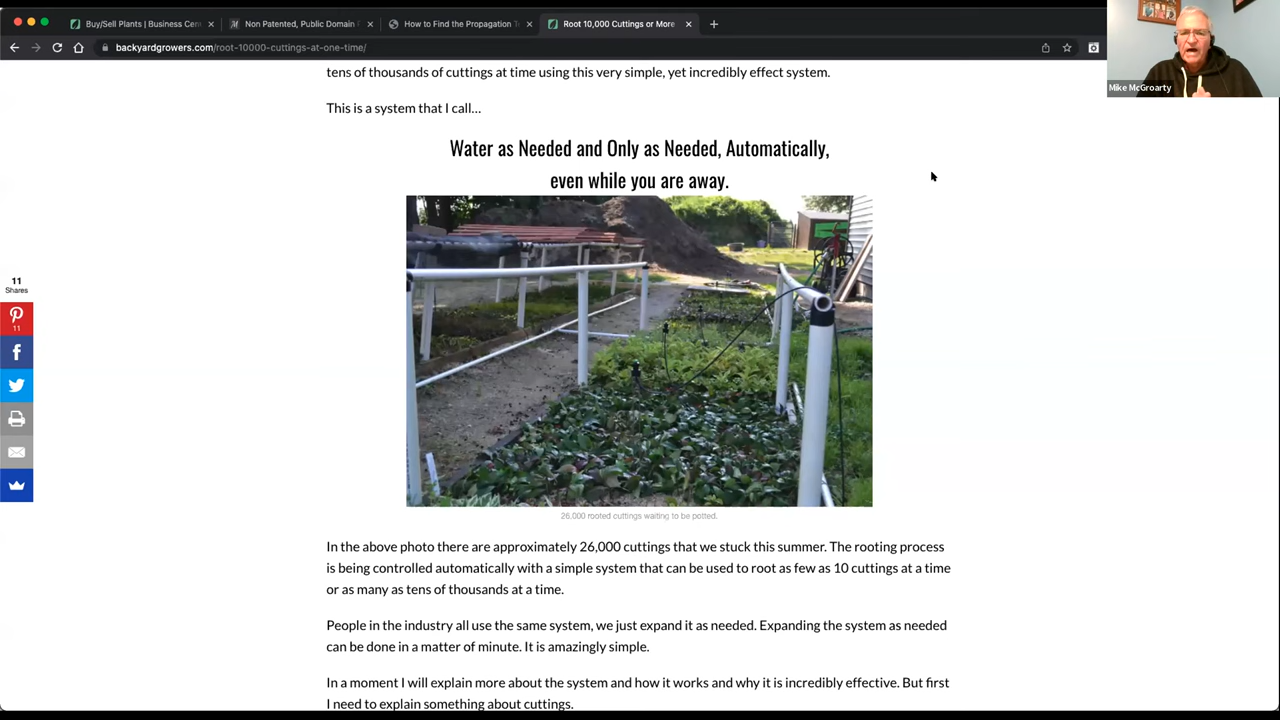 Buy/Sell Plants | Business Cen
Non Patented, Public Domain
How to Find the Propagation T
Root 10,000 Cuttings or More
backyardgrowers.com/root-10000-cuttings-at-one-time/
Mike McGroarty
tens of thousands of cuttings at time using this very simple, yet incredibly effect system.
This is a system that I call...
Water as Needed and Only as Needed, Automatically,
even while you are away.
11
Shares
11
26,000 rooted cuttings waiting to be potted.
In the above photo there are approximately 26,000 cuttings that we stuck this summer. The rooting process
is being controlled automatically with a simple system that can be used to root as few as 10 cuttings at a time
or as many as tens of thousands at a time.
People in the industry all use the same system, we just expand it as needed. Expanding the system as needed
can be done in a matter of minute. It is amazingly simple.
In a moment I will explain more about the system and how it works and why it is incredibly effective. But first
I need to explain something about cuttings.